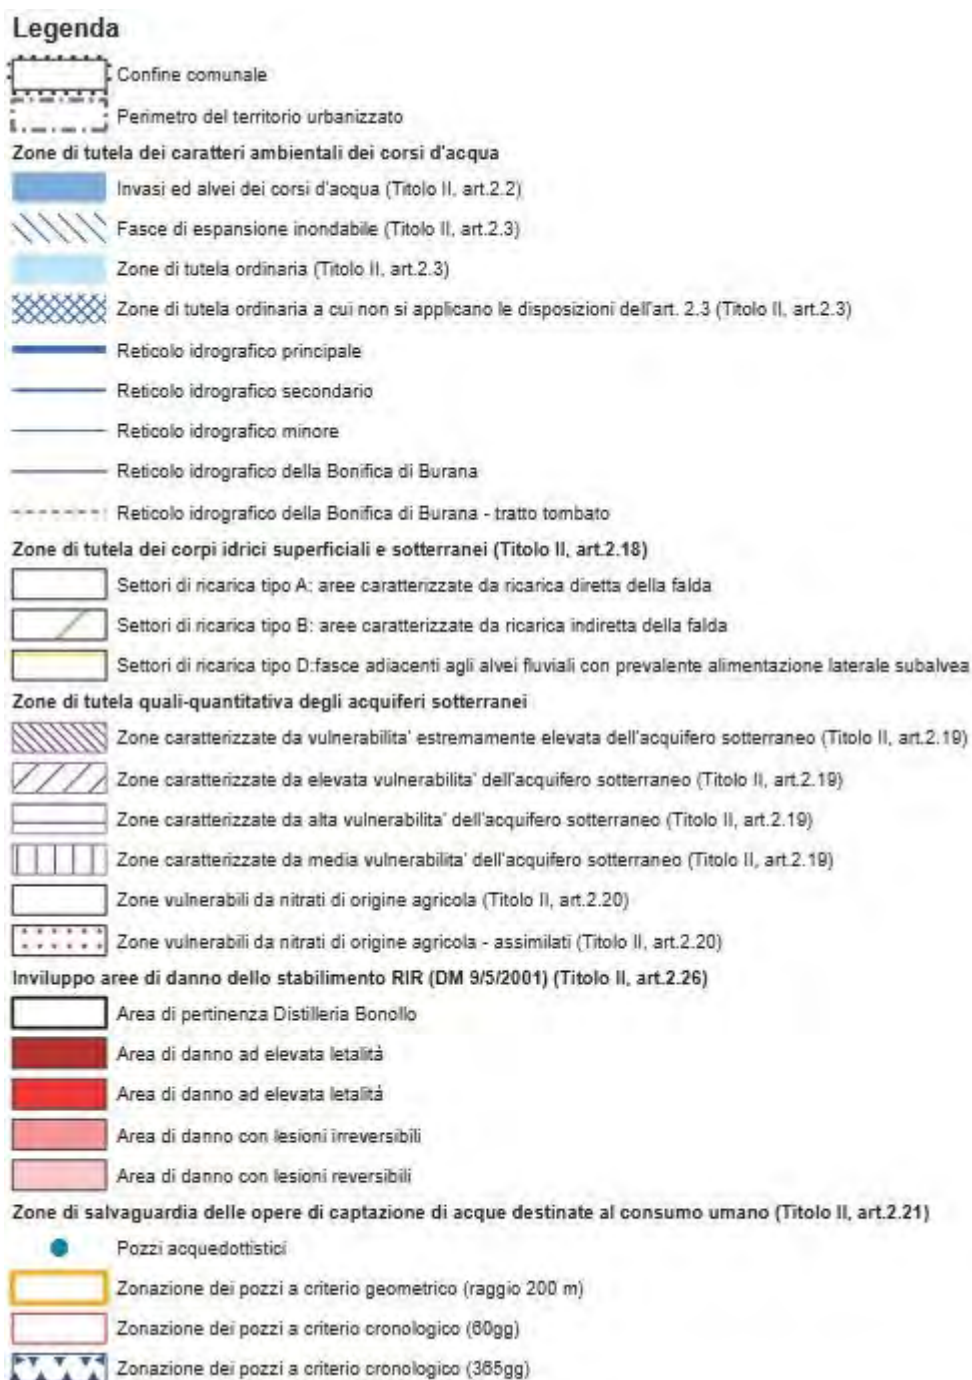 Legenda
Confine comunale
Perimetro del territorio urbanizzato
Zone di tutela dei caratteri ambientali dei corsi d'acqua
Invasi ed alvei dei corsi d'acqua (Titolo II, art.2.2)
Fasce di espansione inondabile (Titolo II, art.2.3)
Zone di tutela ordinaria (Titolo II, art.2.3)
Zone di tutela ordinaria a cui non si applicano le disposizioni dell'art. 2.3 (Titolo II, art.2.3)
Reticolo idrografico principale
Reticolo idrografico secondario
Reticolo idrografico minore
Reticolo idrografico della Bonifica di Burana
Reticolo idrografico della Bonifica di Burana - tratto tombato
Zone di tutela dei corpi idrici superficiali e sotterranei (Titolo II, art.2.18)
Settori di ricarica tipo A: aree caratterizzate da ricarica diretta della falda
Settori di ricarica tipo B: aree caratterizzate da ricarica indiretta della falda
Settori di ricarica tipo D:fasce adiacenti agli alvei fluviali con prevalente alimentazione laterale subalvea
Zone di tutela quali-quantitativa degli acquiferi sotterranei
Zone caratterizzate da vulnerabilita' estremamente elevata dell'acquifero sotterraneo (Titolo II, art.2.19)
Zone caratterizzate da elevata vulnerabilita' dell'acquifero sotterraneo (Titolo II, art.2.19)
Zone caratterizzate da alta vulnerabilita' dell'acquifero sotterraneo (Titolo II, art.2.19)
Zone caratterizzate da media vulnerabilita' dell'acquifero sotterraneo (Titolo II, art.2.19)
Zone vulnerabili da nitrati di origine agricola (Titolo II, art.2.20)
Zone vulnerabili da nitrati di origine agricola - assimilati (Titolo II, art.2.20)
Inviluppo aree di danno dello stabilimento RIR (DM 9/5/2001) (Titolo II, art.2.26)
Area di pertinenza Distilleria Bonollo
Area di danno ad elevata letalità
Area di danno ad elevata letalità
Area di danno con lesioni irreversibili
Area di danno con lesioni reversibili
Zone di salvaguardia delle opere di captazione di acque destinate al consumo umano (Titolo II, art.2.21)
Pozzi acquedottistici
Zonazione dei pozzi a criterio geometrico (raggio 200 m)
Zonazione dei pozzi a criterio cronologico (60gg)
Zonazione dei pozzi a criterio cronologico (365gg)